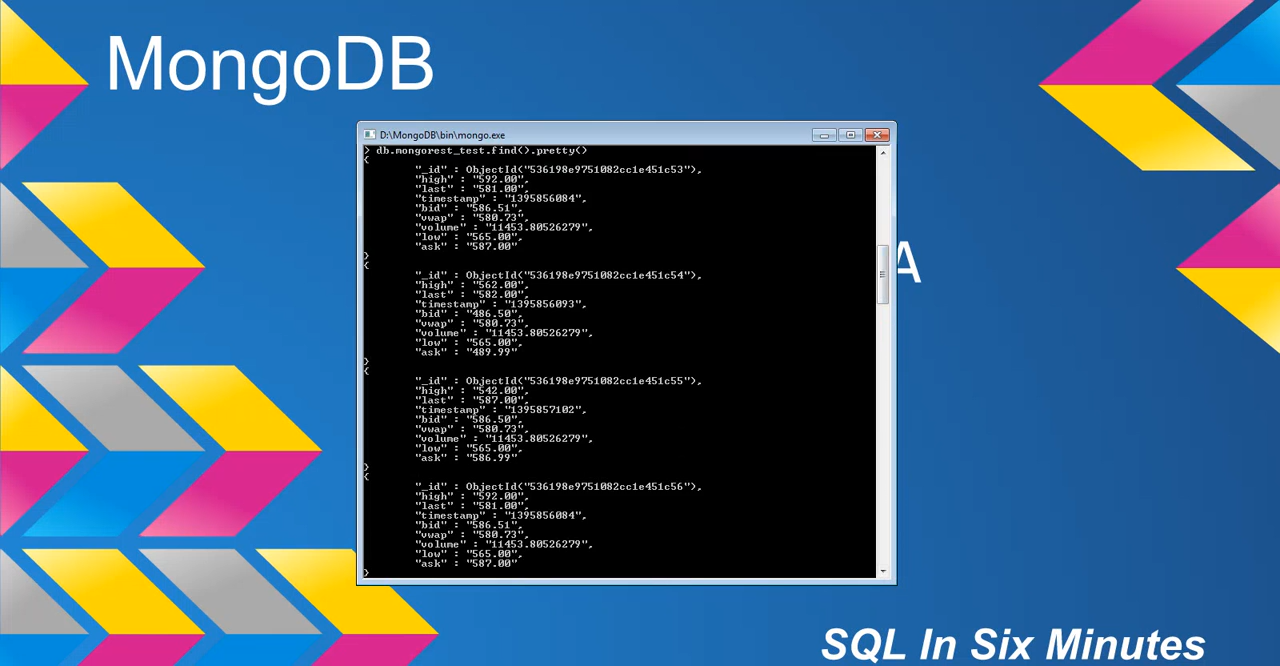 MongoDB
D:\MongoDB\bin\mongo.exe
> db.mongorest_test.find().pretty()
{
"_id" : ObjectId("536198e9751082cc1e451c53"),
"high" : "592.00",
"last" : "581.00",
"timestamp" : "1395856084",
"bid" : "586.51",
"vwap" : "580.73",
"volume" : "11453.80526279",
"low" : "565.00",
"ask" : "587.00"
}
{
"_id" : ObjectId("536198e9751082cc1e451c54"),
"high" : "562.00",
"last" : "582.00",
"timestamp" : "1395856093",
"bid" : "486.50",
"vwap" : "580.73",
"volume" : "11453.80526279",
"low" : "565.00",
"ask" : "489.99"
}
{
"_id" : ObjectId("536198e9751082cc1e451c55"),
"high" : "542.00",
"last" : "587.00",
"timestamp" : "1395857102",
"bid" : "586.50",
"vwap" : "580.73",
"volume" : "11453.80526279",
"low" : "565.00",
"ask" : "586.99"
}
{
"_id" : ObjectId("536198e9751082cc1e451c56"),
"high" : "592.00",
"last" : "581.00",
"timestamp" : "1395856084",
"bid" : "586.51",
"vwap" : "580.73",
"volume" : "11453.80526279",
"low" : "565.00",
"ask" : "587.00"
}
A
SQL In Six Minutes